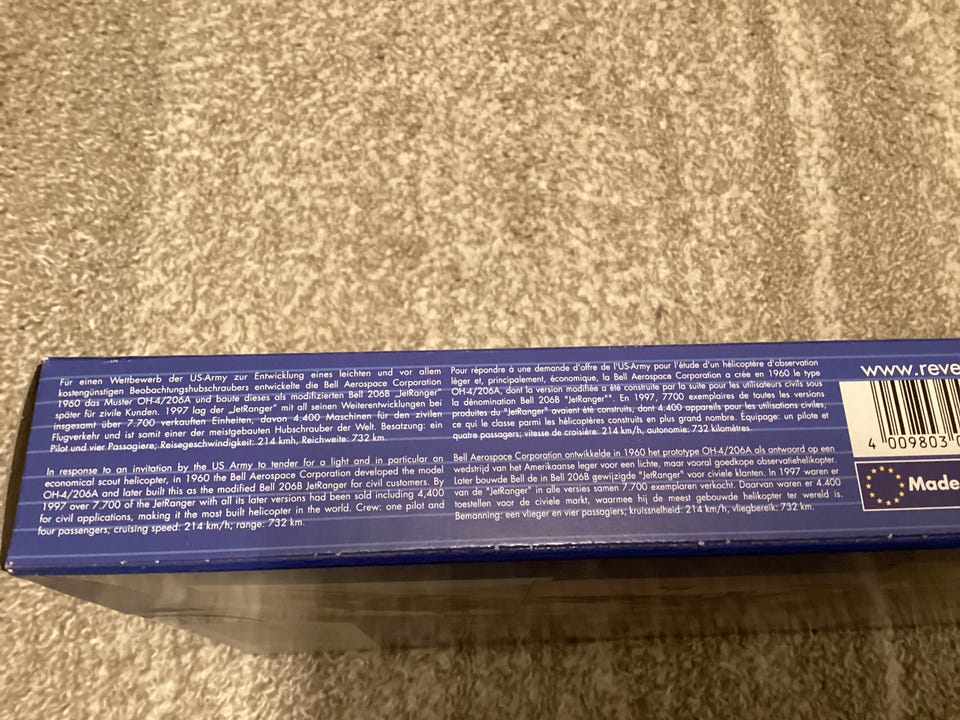 Für einen Wettbewerb der US-Army zur Entwicklung eines leichten und vor allem
kostengünstigen Beobachtungshubschraubers entwickelte die Bell Aerospace Corporation
1960 das Muster OH-4/206A und baute dieses als modifizierten Bell 206B „JetRanger"
später für zivile Kunden. 1997 lag der „JetRanger" mit all seinen Weiterentwicklungen bei
insgesamt über 7.700 verkauften Einheiten, davon 4.400 Maschinen für den zivilen
Flugverkehr und ist somit einer der meistgebauten Hubschrauber der Welt. Besatzung: ein
Pilot und vier Passagiere; Reisegeschwindigkeit: 214 kmh, Reichweite: 732 km.
In response to an invitation by the US Army to tender for a light and in particular an
economical scout helicopter, in 1960 the Bell Aerospace Corporation developed the model
OH-4/206A and later built this as the modified Bell 206B JetRanger for civil customers. By
1997 over 7.700 of the JetRanger with all its later versions had been sold including 4,400
for civil applications, making it the most built helicopter in the world. Crew: one pilot and
four passengers; cruising speed: 214 km/h; range: 732 km.
Pour répondre à une demande d'offre de l'US-Army pour l'étude d'un hélicoptère d'observation
léger et, principalement, économique, la Bell Aerospace Corporation a crée en 1960 le type
OH-4/206A, dont la version modifiée a été construite par la suite pour les utilisateurs civils sous
la dénomination Bell 206B "JetRanger"". En 1997, 7700 exemplaires de toutes les versions
produites du "JetRanger" avaient été construits, dont 4.400 appareils pour les utilisations civiles,
ce qui le classe parmi les hélicoptères construits en plus grand nombre. Equipage: un pilote et
quatre passagers; vitesse de croisière: 214 km/h, autonomie: 732 kilomètres.
Bell Aerospace Corporation ontwikkelde in 1960 het prototype OH-4/206A als antwoord op een
wedstrijd van het Amerikaanse leger voor een lichte, maar vooral goedkope observatiehelikopter.
Later bouwde Bell de in Bell 206B gewijzigde "JetRanger" voor civiele klanten. In 1997 waren er
van de "JetRanger" in alle versies samen 7.700 exemplaren verkocht. Daarvan waren er 4.400
toestellen voor de civiele markt, waarmee hij de meest gebouwde helikopter ter wereld is.
Bemanning: een vlieger en vier passagiers; kruissnelheid: 214 km/h, vliegbereik: 732 km.
www.reve
4 009803
Made